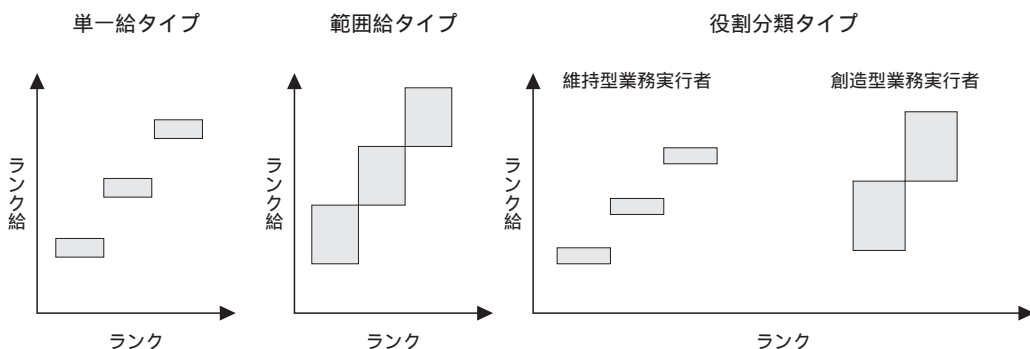 単一給タイプ
範囲給タイプ
役割分類タイプ
維持型業務実行者
創造型業務実行者
ランク給
ランク給
ランク給
ランク
ランク
ランク